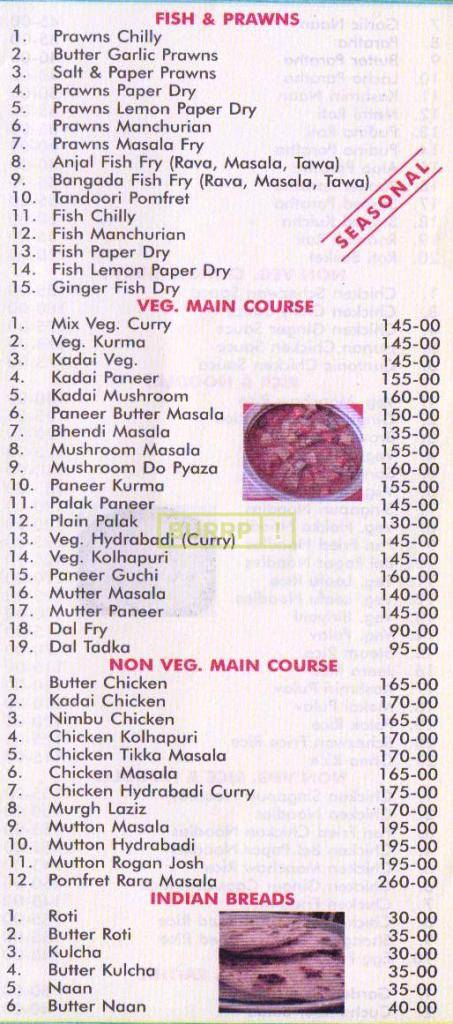 FISH & PRAWNS
1. Prawns Chilly
2. Butter Garlic Prawns
3. Salt & Paper Prawns
4. Prawns Paper Dry
5. Prawns Lemon Paper Dry
6. Prawns Manchurian
7. Prawns Masala Fry
8. Anjal Fish Fry (Rava, Masala, Tawa)
9. Bangada Fish Fry (Rava, Masala, Tawa)
10. Tandoori Pomfret
11. Fish Chilly
12. Fish Manchurian
13. Fish Paper Dry
14. Fish Lemon Paper Dry
15. Ginger Fish Dry
SEASONAL
VEG. MAIN COURSE
1. Mix Veg. Curry 145-00
2. Veg. Kurma 145-00
3. Kadai Veg. 145-00
4. Kadai Paneer 155-00
5. Kadai Mushroom 160-00
6. Paneer Butter Masala 150-00
7. Bhendi Masala 135-00
8. Mushroom Masala 155-00
9. Mushroom Do Pyaza 160-00
10. Paneer Kurma 155-00
11. Palak Paneer 145-00
12. Plain Palak 130-00
13. Veg. Hydrabadi (Curry) 145-00
14. Veg. Kolhapuri 145-00
15. Paneer Guchi 160-00
16. Mutter Masala 140-00
17. Mutter Paneer 145-00
18. Dal Fry 90-00
19. Dal Tadka 95-00
BURRP!
NON VEG. MAIN COURSE
1. Butter Chicken 165-00
2. Kadai Chicken 170-00
3. Nimbu Chicken 165-00
4. Chicken Kolhapuri 170-00
5. Chicken Tikka Masala 170-00
6. Chicken Masala 165-00
7. Chicken Hydrabadi Curry 175-00
8. Murgh Laziz 170-00
9. Mutton Masala 195-00
10. Mutton Hydrabadi 195-00
11. Mutton Rogan Josh 195-00
12. Pomfret Rara Masala 260-00
INDIAN BREADS
1. Roti 30-00
2. Butter Roti 35-00
3. Kulcha 30-00
4. Butter Kulcha 35-00
5. Naan 35-00
6. Butter Naan 40-00